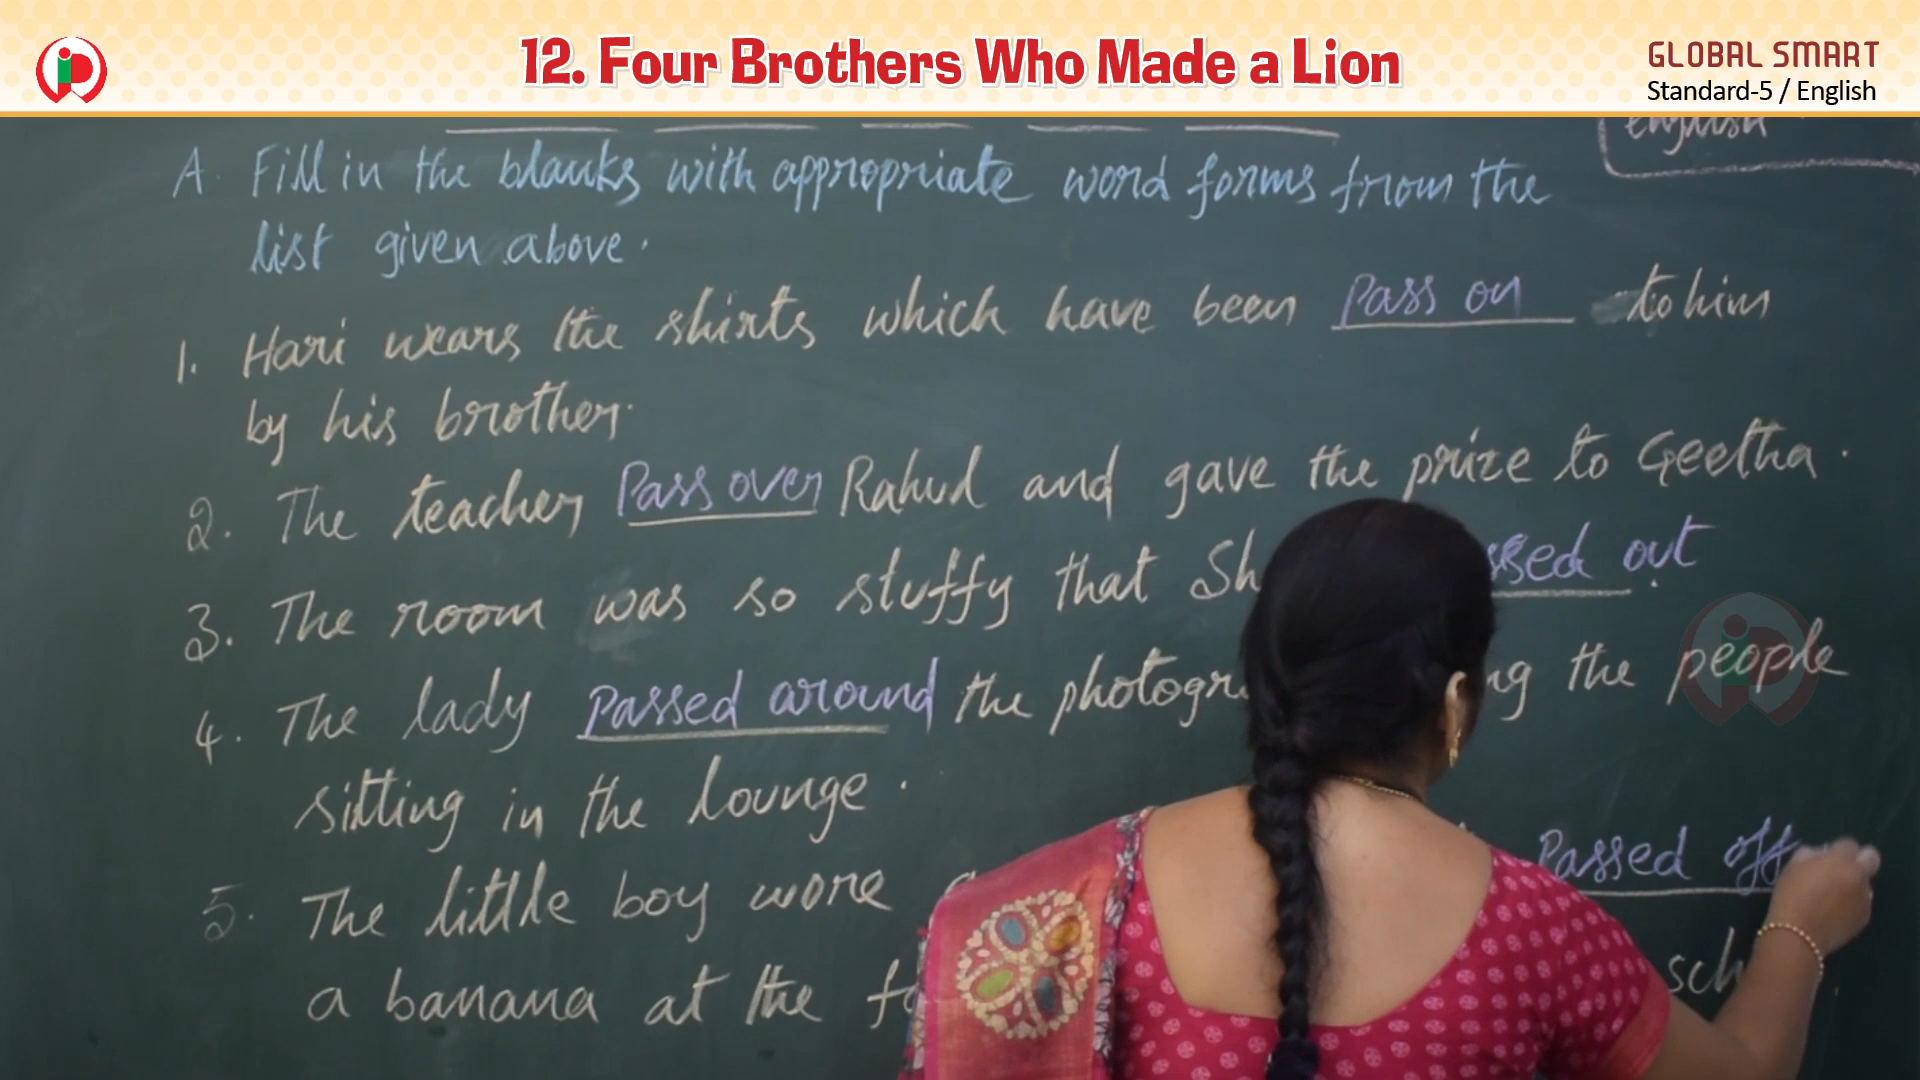 12. Four Brothers Who Made a Lion
GLOBAL SMART
Standard-5 / English
English
A. Fill in the blanks with appropriate word forms from the
list given above.
1. Hari wears the shirts which have been Pass on to him
by his brother.
2. The teacher Pass over Rahul and gave the prize to Geetha.
3. The room was so stuffy that out
4. The lady Passed around the the people
sitting in the lounge.
5. The little boy wore Passed off
a banana at the